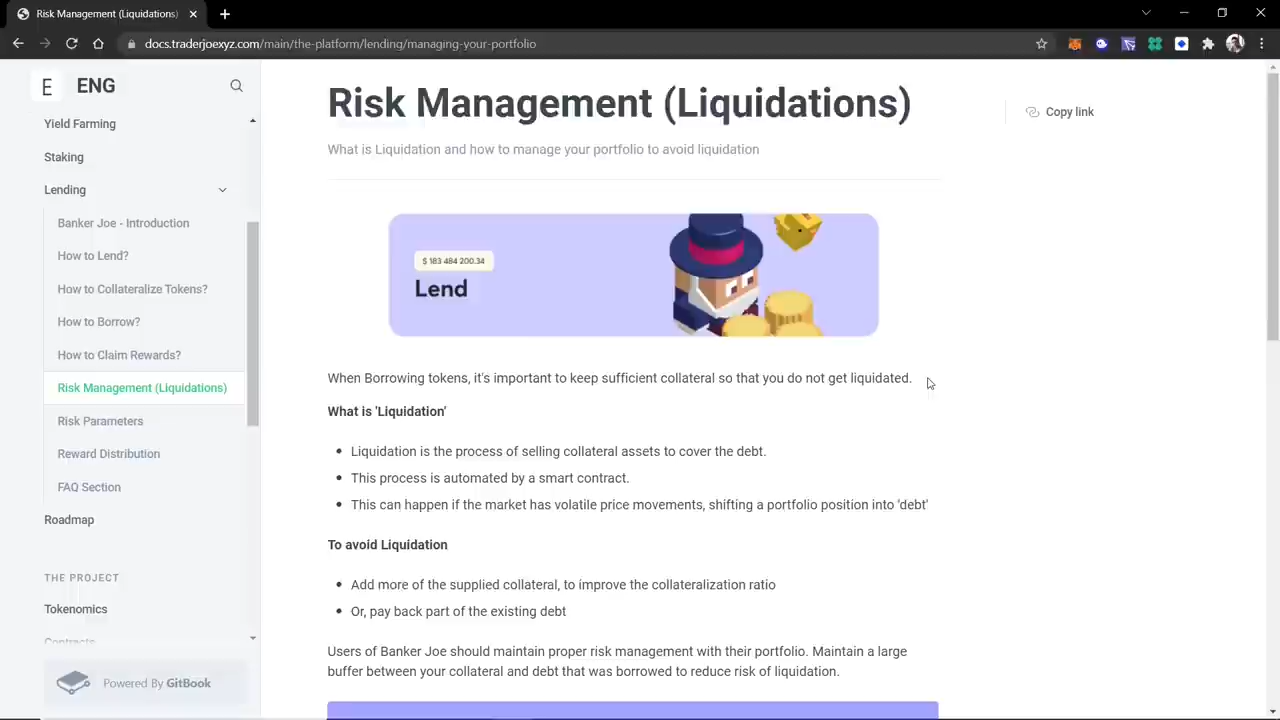 Risk Management (Liquidations)
docs.traderjoexyz.com/main/the-platform/lending/managing-your-portfolio
E ENG
Yield Farming
Staking
Lending
Banker Joe - Introduction
How to Lend?
How to Collateralize Tokens?
How to Borrow?
How to Claim Rewards?
Risk Management (Liquidations)
Risk Parameters
Reward Distribution
FAQ Section
Roadmap
THE PROJECT
Tokenomics
Contracts
Powered By GitBook
Risk Management (Liquidations)
What is Liquidation and how to manage your portfolio to avoid liquidation
Copy link
$ 183 484 200.34
Lend
When Borrowing tokens, it's important to keep sufficient collateral so that you do not get liquidated.
What is 'Liquidation'
Liquidation is the process of selling collateral assets to cover the debt.
This process is automated by a smart contract.
This can happen if the market has volatile price movements, shifting a portfolio position into 'debt'
To avoid Liquidation
Add more of the supplied collateral, to improve the collateralization ratio
Or, pay back part of the existing debt
Users of Banker Joe should maintain proper risk management with their portfolio. Maintain a large
buffer between your collateral and debt that was borrowed to reduce risk of liquidation.